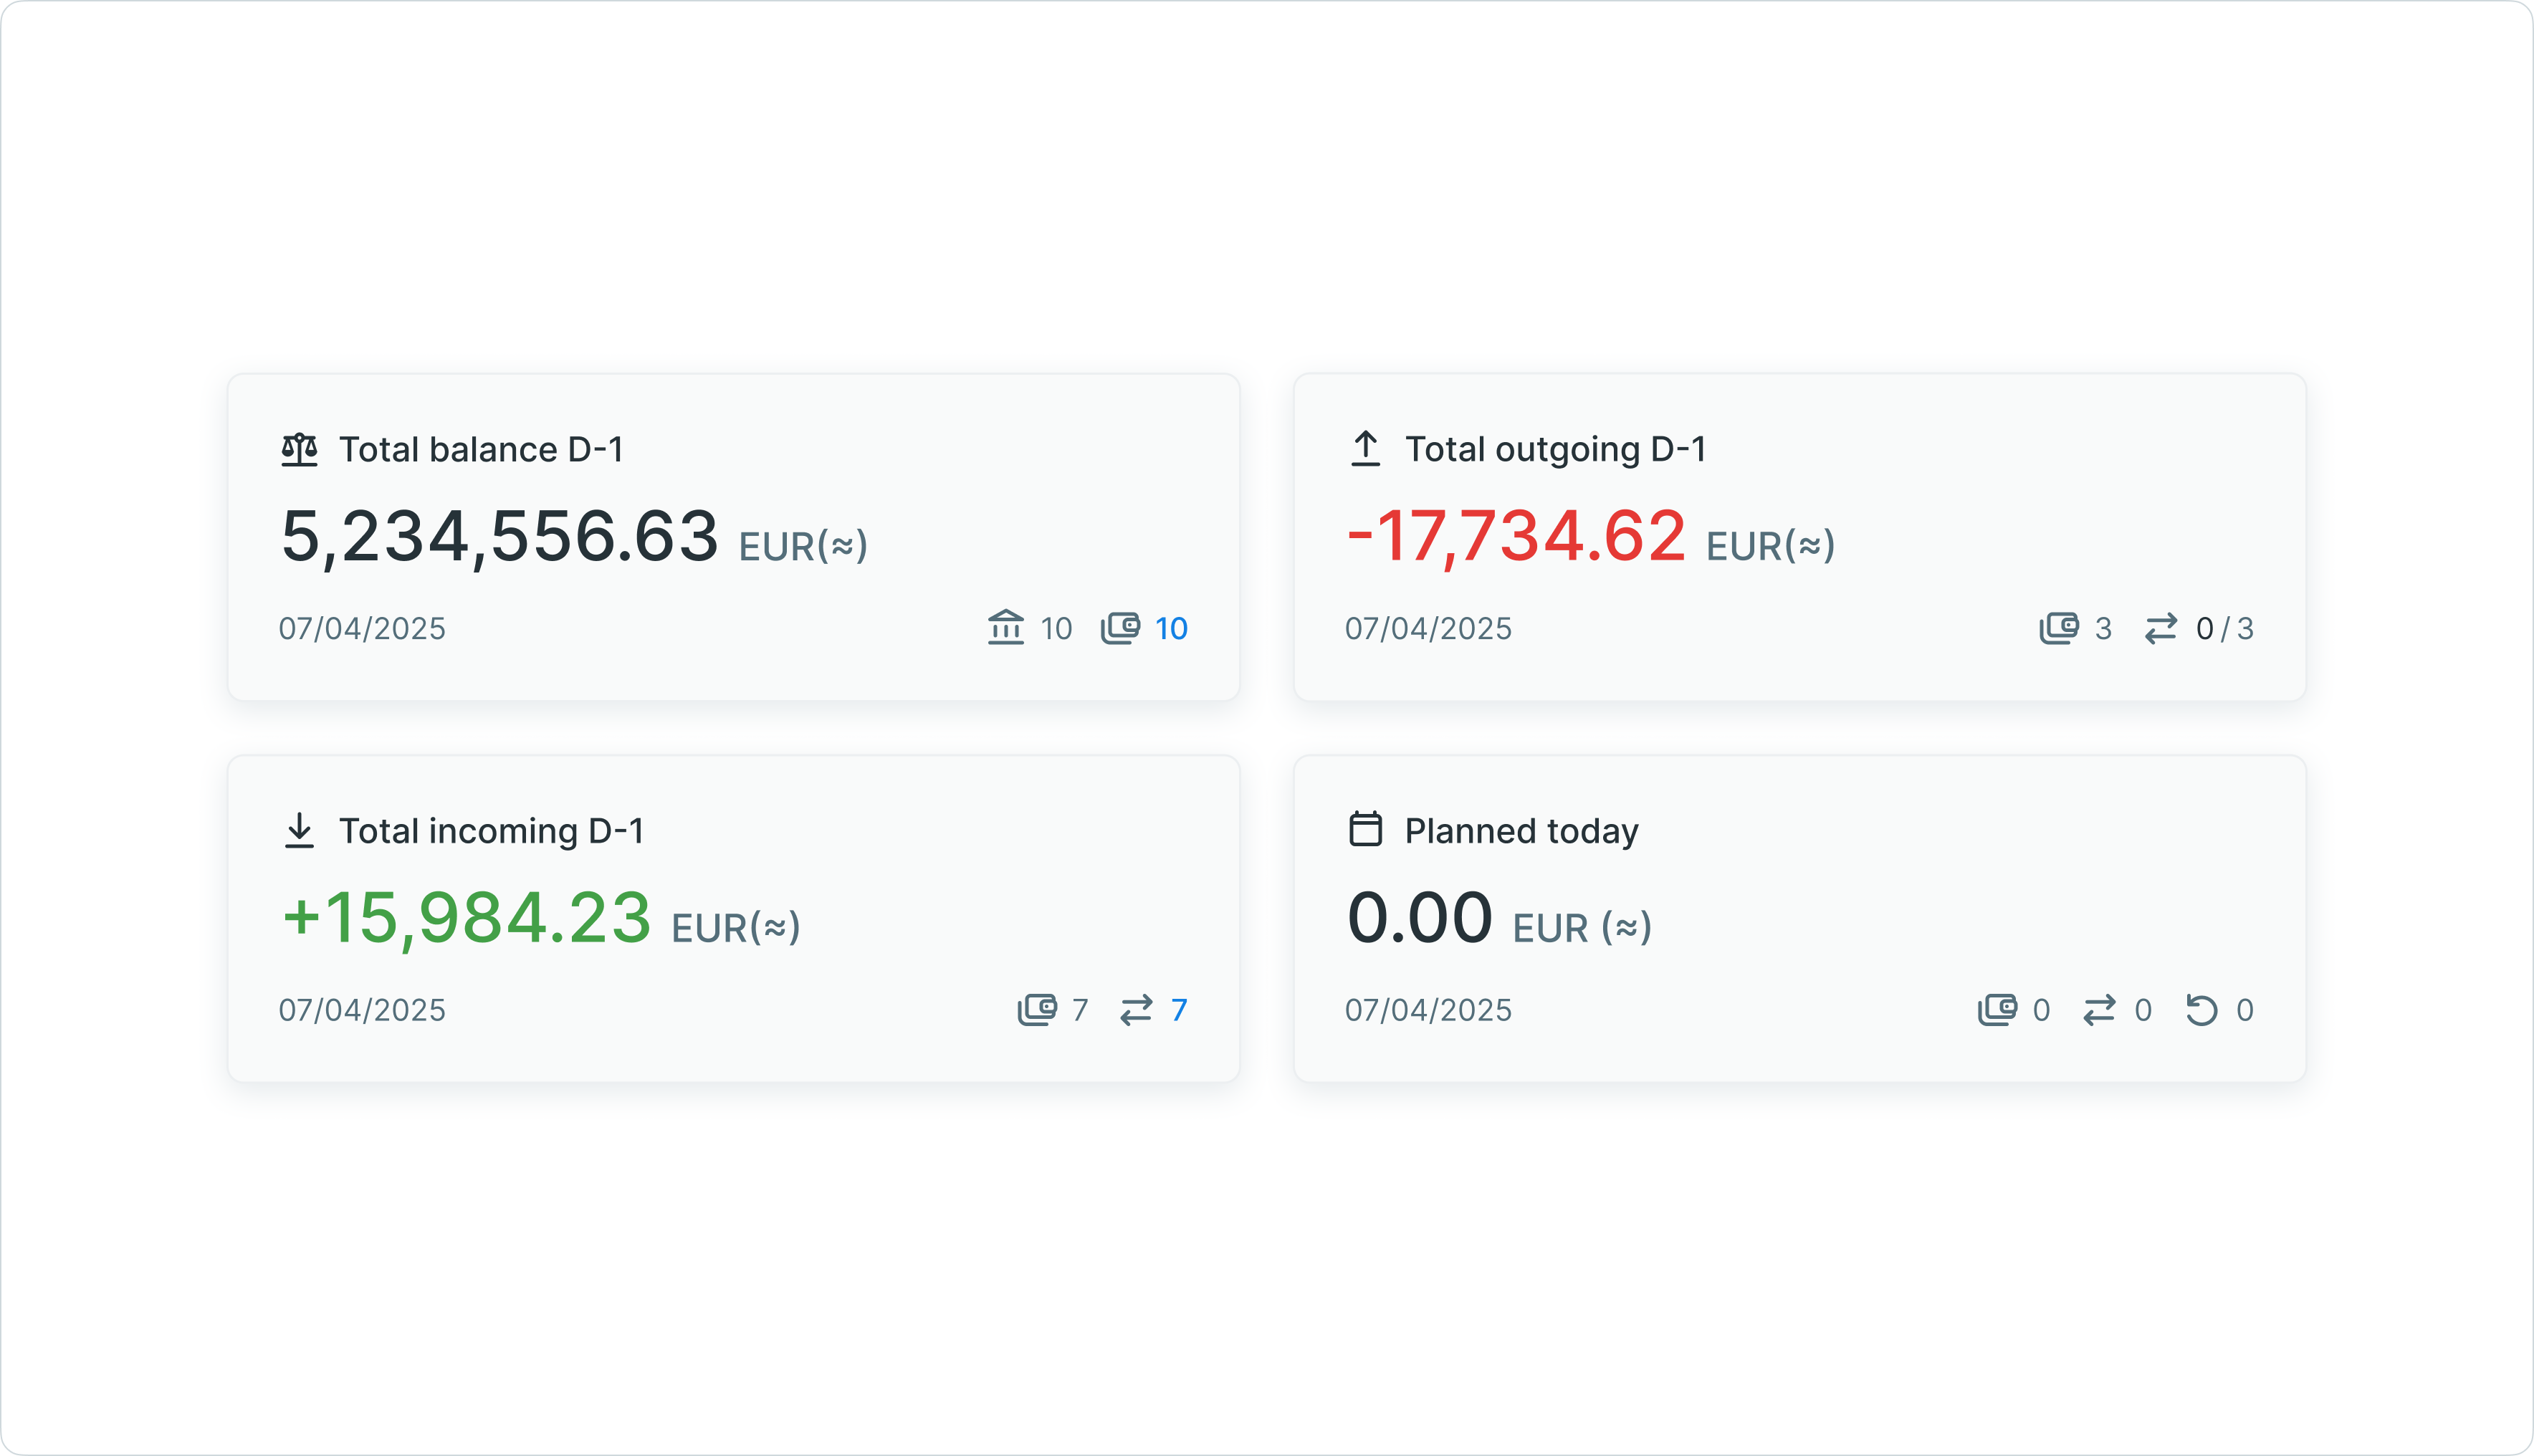 Total balance D-1
5,234,556.63 EUR(≈)
07/04/2025 10 10
Total outgoing D-1
-17,734.62 EUR(≈)
07/04/2025 3 0 / 3
Total incoming D-1
+15,984.23 EUR(≈)
07/04/2025 7 7
Planned today
0.00 EUR (≈)
07/04/2025 0 0 0